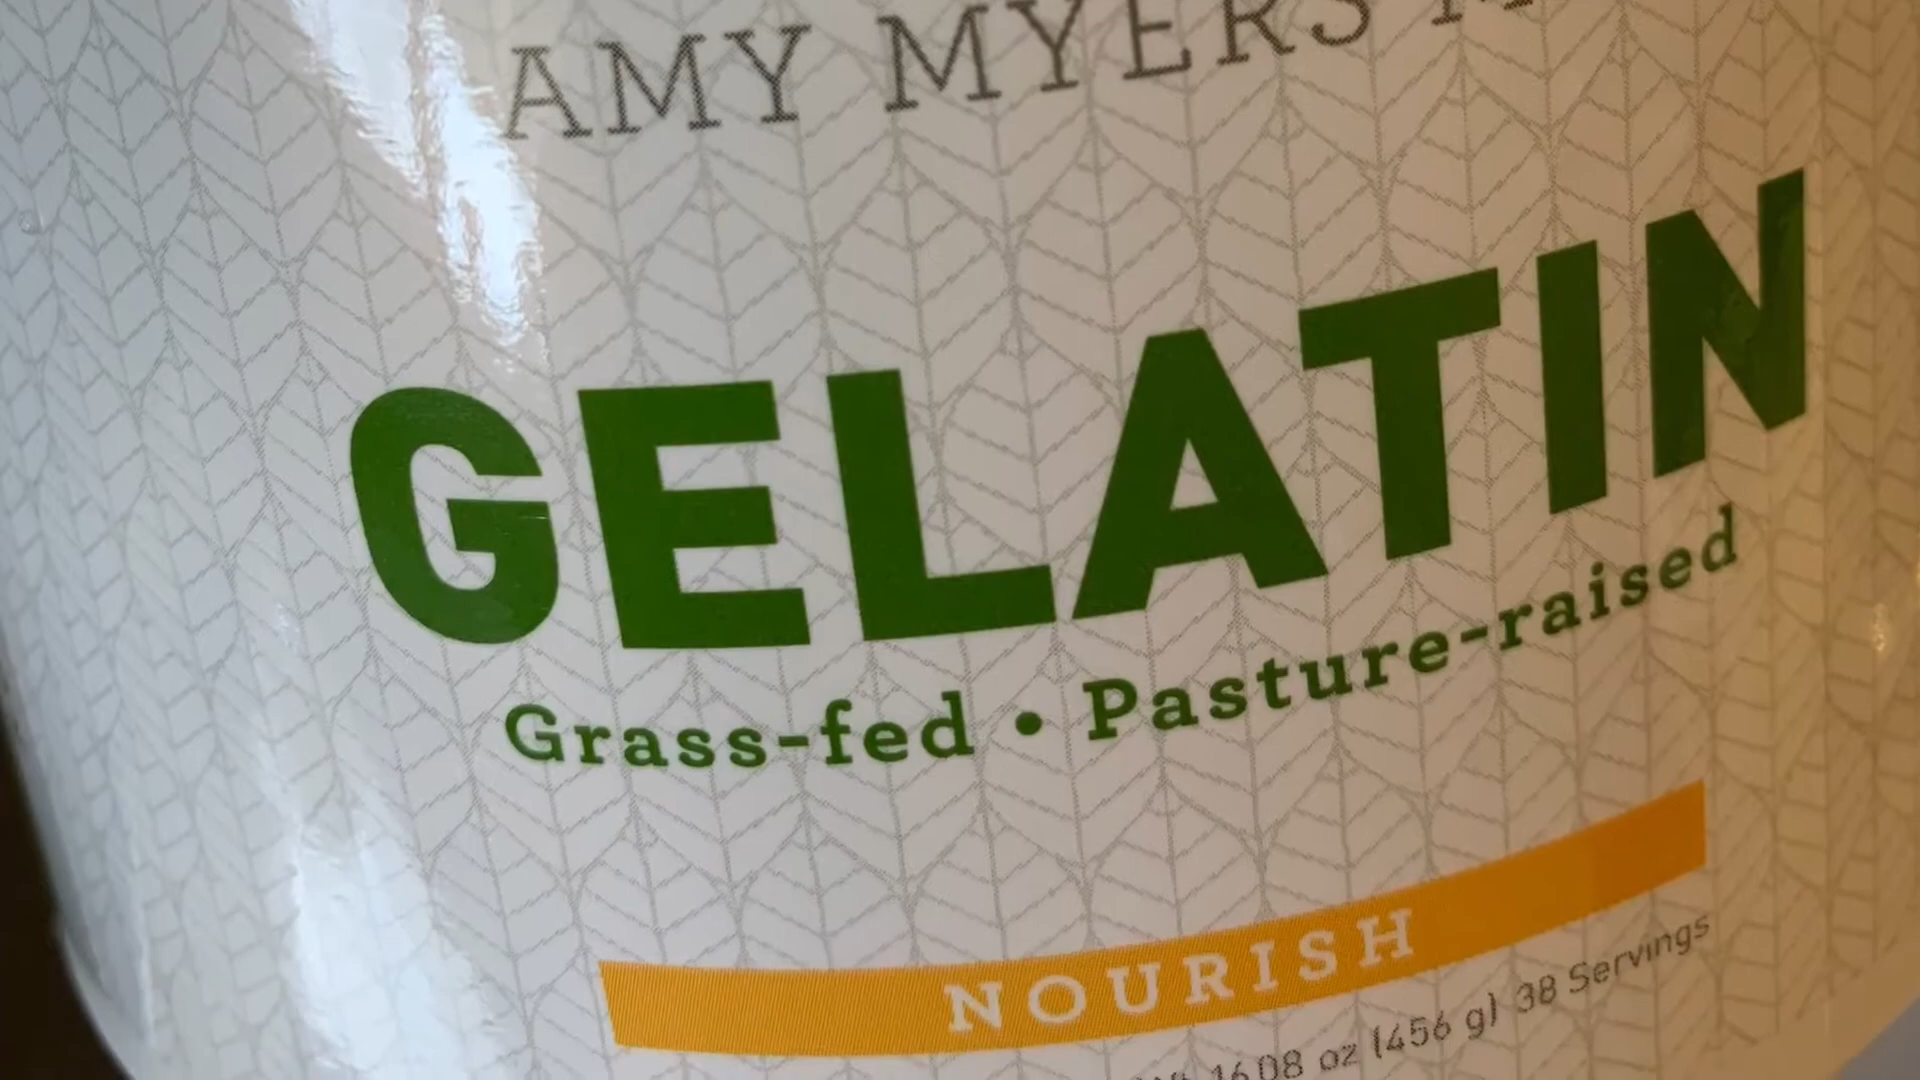 AMY MYERS
GELATIN
Grass-fed • Pasture-raised
NOURISH
16.08 oz (456 g) 38 Servings